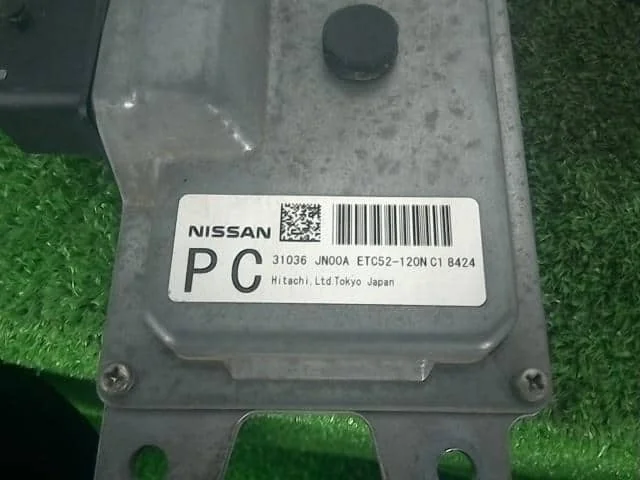 NISSAN
PC 31036 JN00A ETC52-120N C1 8424
Hitachi,Ltd.Tokyo Japan